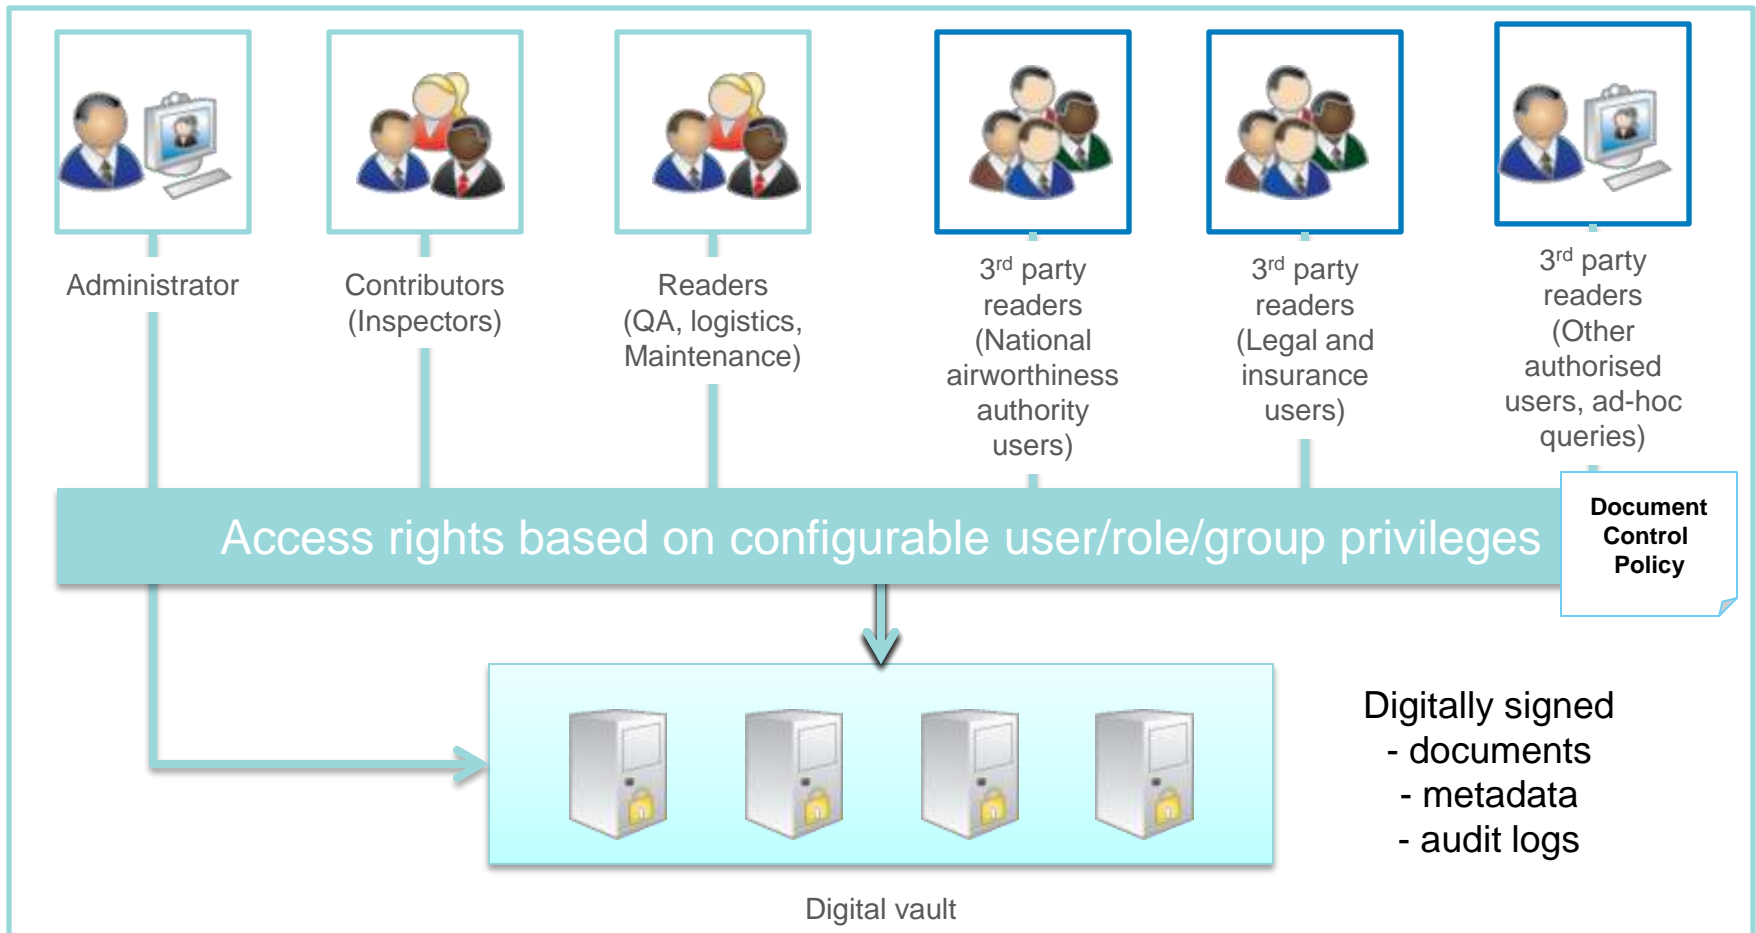 Administrator
Contributors
(Inspectors)
Readers
(QA, logistics,
Maintenance)
3rd party
readers
(National
airworthiness
authority
users)
3rd party
readers
(Legal and
insurance
users)
3rd party
readers
(Other
authorised
users, ad-hoc
queries)
Access rights based on configurable user/role/group privileges
Document
Control
Policy
Digitally signed
- documents
- metadata
- audit logs
Digital vault